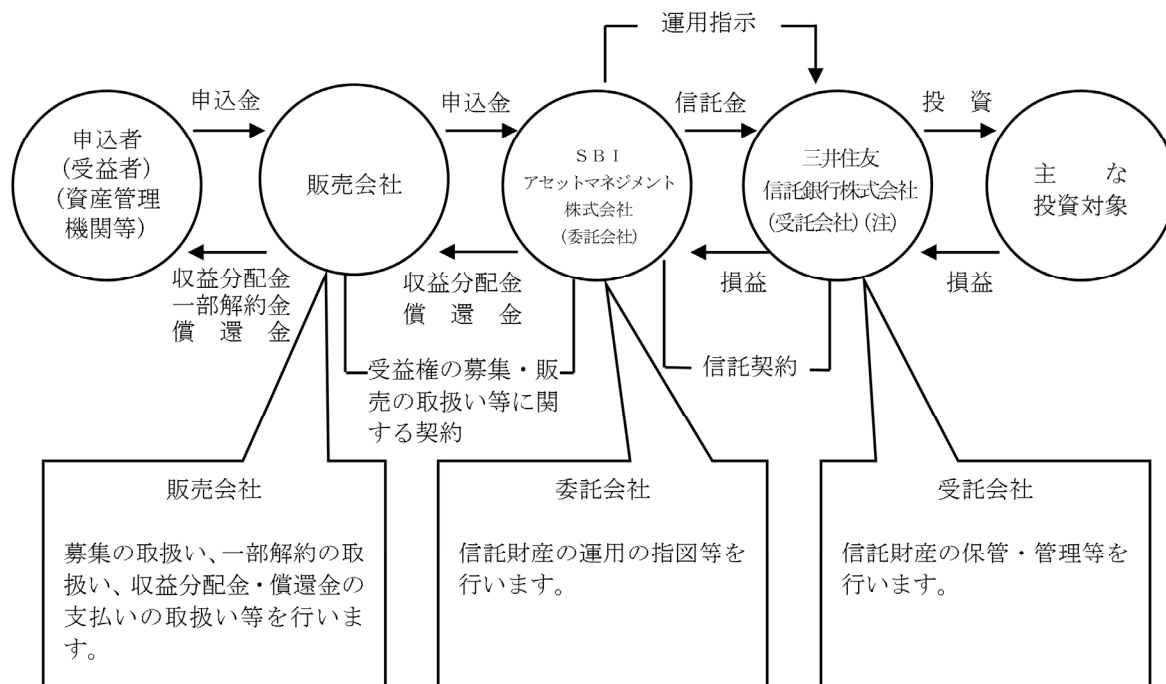 運用指示
申込金
申込金
信託金
投　資
申込者
(受益者)
(資産管理
機関等)
販売会社
ＳＢＩ
アセットマネジメント
株式会社
(委託会社)
三井住友
信託銀行株式会社
(受託会社)(注)
主　　な
投資対象
収益分配金
一部解約金
償　還　金
収益分配金
償　還　金
損益
損益
受益権の募集・販
売の取扱い等に関
する契約
信託契約
販売会社
募集の取扱い、一部解約の取
扱い、収益分配金・償還金の
支払いの取扱い等を行いま
す。
委託会社
信託財産の運用の指図等を
行います。
受託会社
信託財産の保管・管理等を
行います。